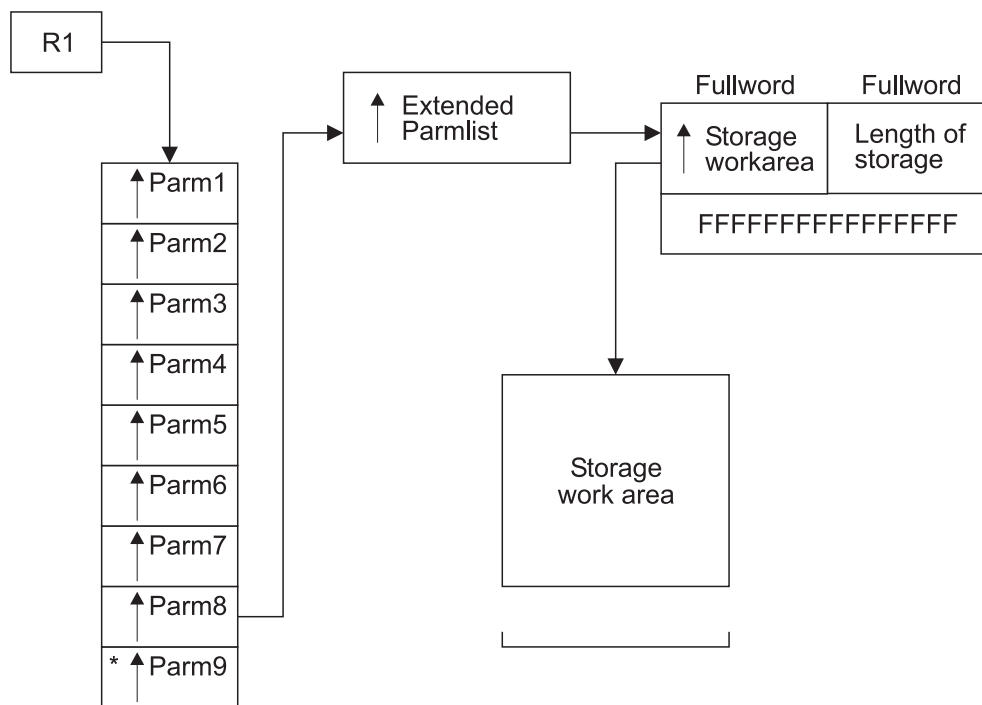 R1
Parm1
Parm2
Parm3
Parm4
Parm5
Parm6
Parm7
Parm8
* Parm9
Extended
Parmlist
Fullword Fullword
Storage
workarea
Length of
storage
FFFFFFFFFFFFFFFF
Storage
work area